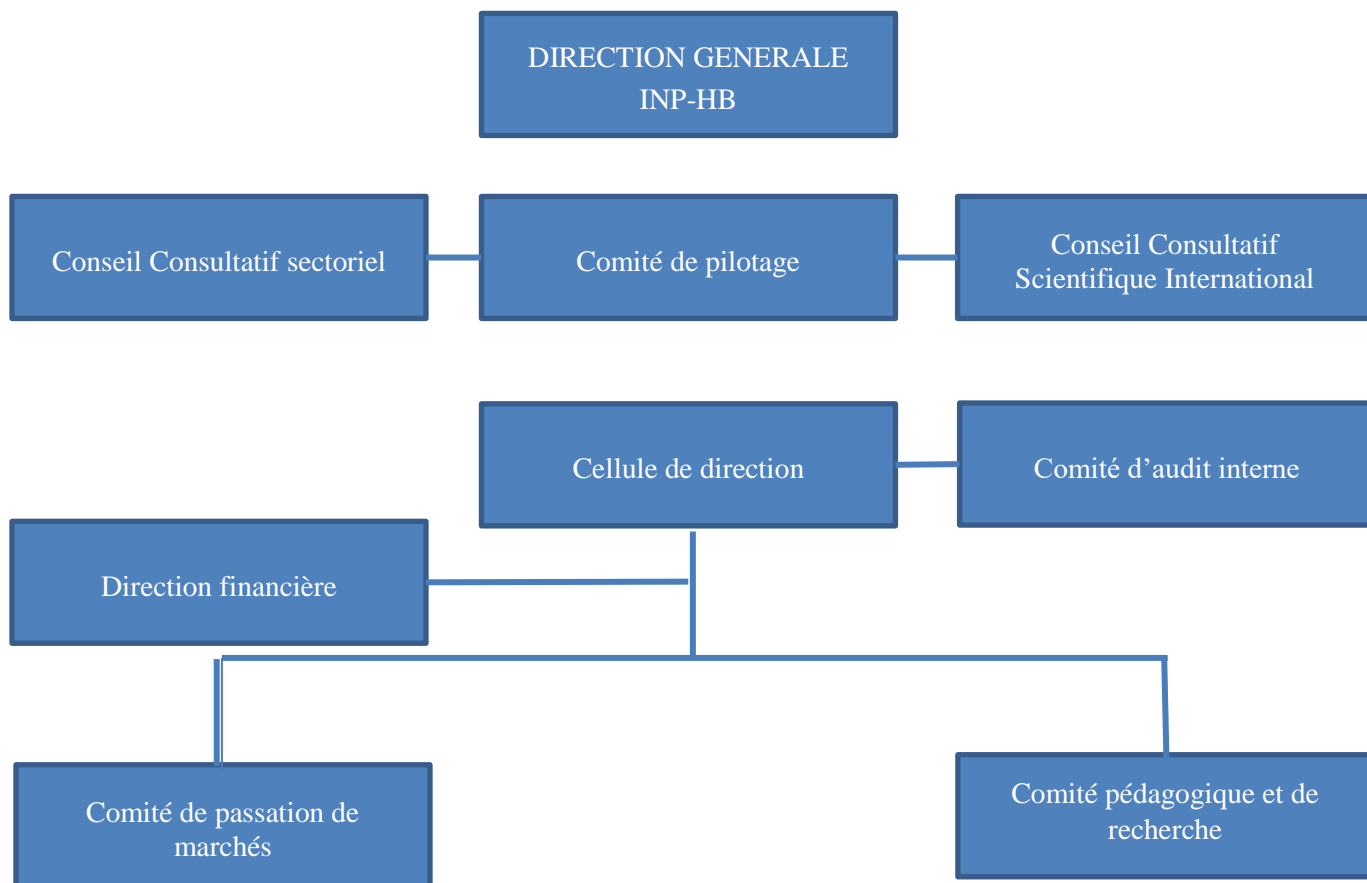 DIRECTION GENERALE
INP-HB
Conseil Consultatif sectoriel
Comité de pilotage
Conseil Consultatif
Scientifique International
Cellule de direction
Comité d’audit interne
Direction financière
Comité de passation de
marchés
Comité pédagogique et de
recherche